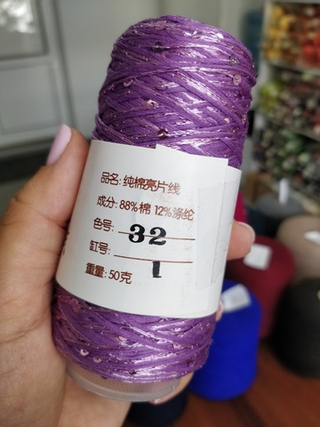 品名: 纯棉亮片线
成分: 88%棉 12%涤纶
色号: 32
缸号: 1
重量: 50克